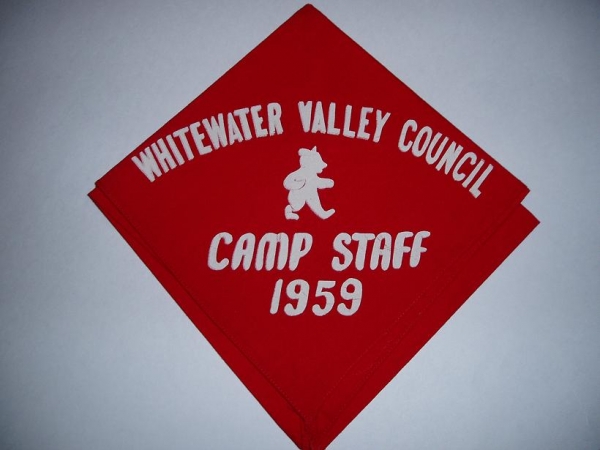 WHITEWATER VALLEY COUNCIL
CAMP STAFF
1959